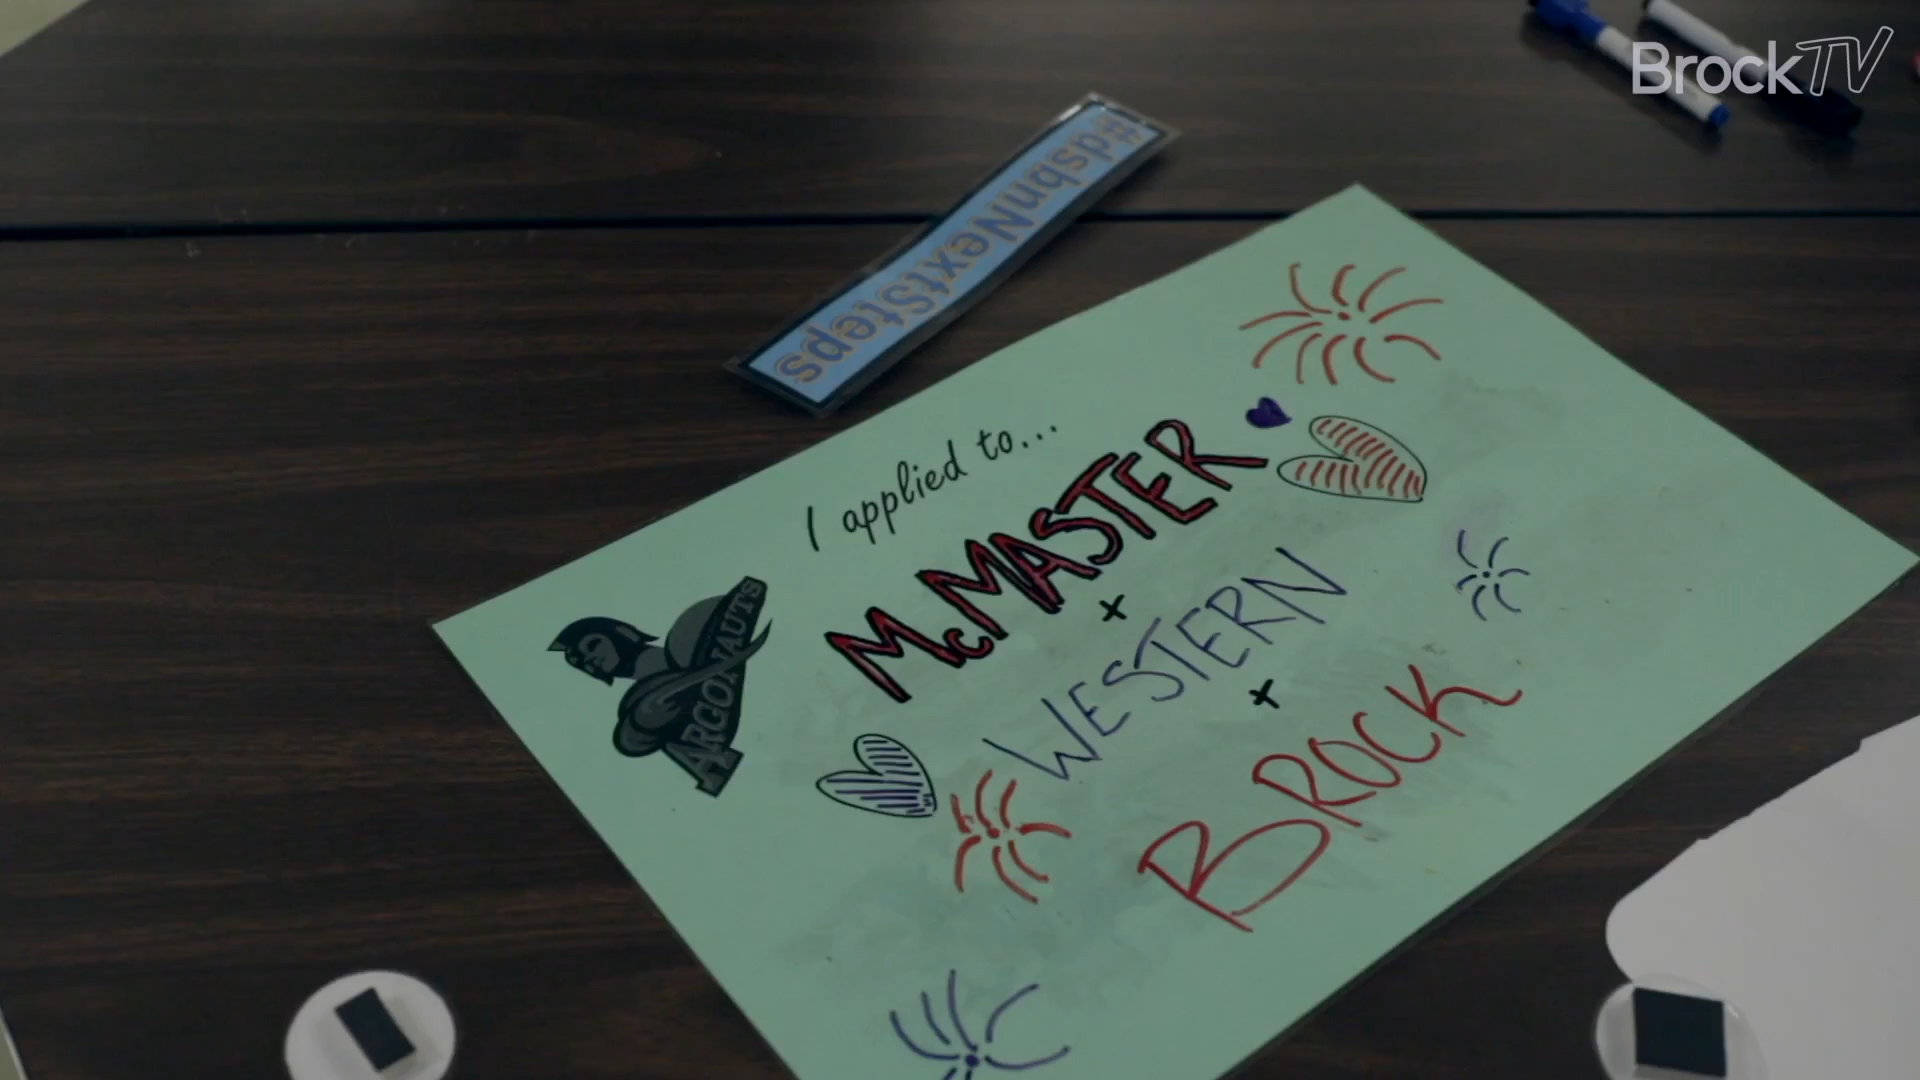 BrockTV
#dsbnNextSteps
I applied to...
McMASTER
+
WESTERN
+
BROCK
ARGONAUTS